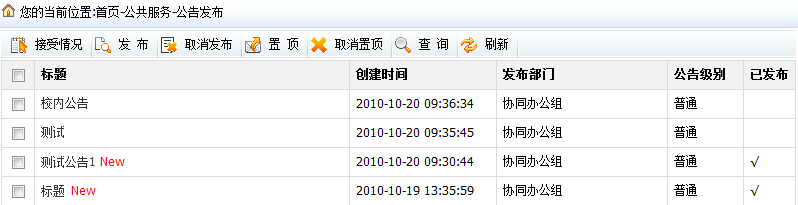 您的当前位置:首页-公共服务-公告发布
接受情况 发 布 取消发布 置 顶 取消置顶 查 询 刷新
标题 创建时间 发布部门 公告级别 已发布
校内公告 2010-10-20 09:36:34 协同办公组 普通
测试 2010-10-20 09:35:45 协同办公组 普通
测试公告1 New 2010-10-20 09:30:44 协同办公组 普通 √
标题 New 2010-10-19 13:35:59 协同办公组 普通 √